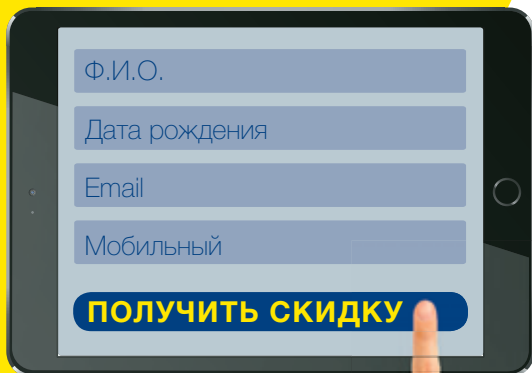 Ф.И.О.
Дата рождения
Email
Мобильный
ПОЛУЧИТЬ СКИДКУ